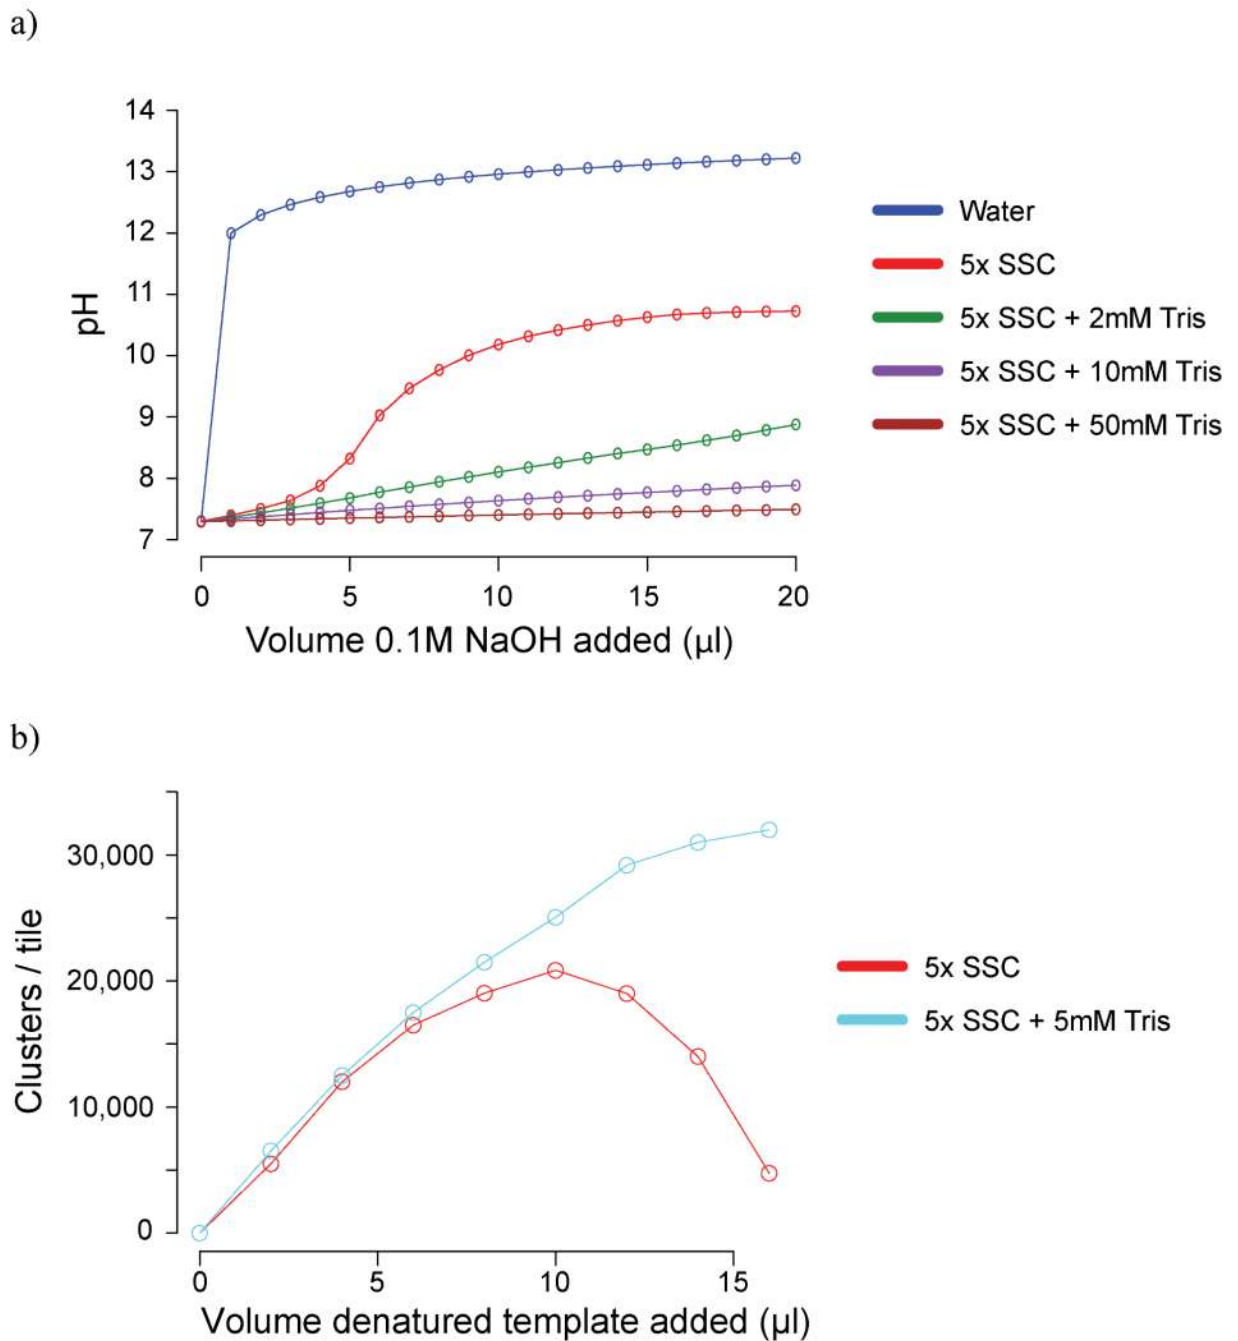 a)
14
13
12
11
10
9
8
7
pH
0
5
10
15
20
Volume 0.1M NaOH added (µl)
Water
5x SSC
5x SSC + 2mM Tris
5x SSC + 10mM Tris
5x SSC + 50mM Tris
b)
30,000
20,000
10,000
0
Clusters / tile
0
5
10
15
Volume denatured template added (µl)
5x SSC
5x SSC + 5mM Tris